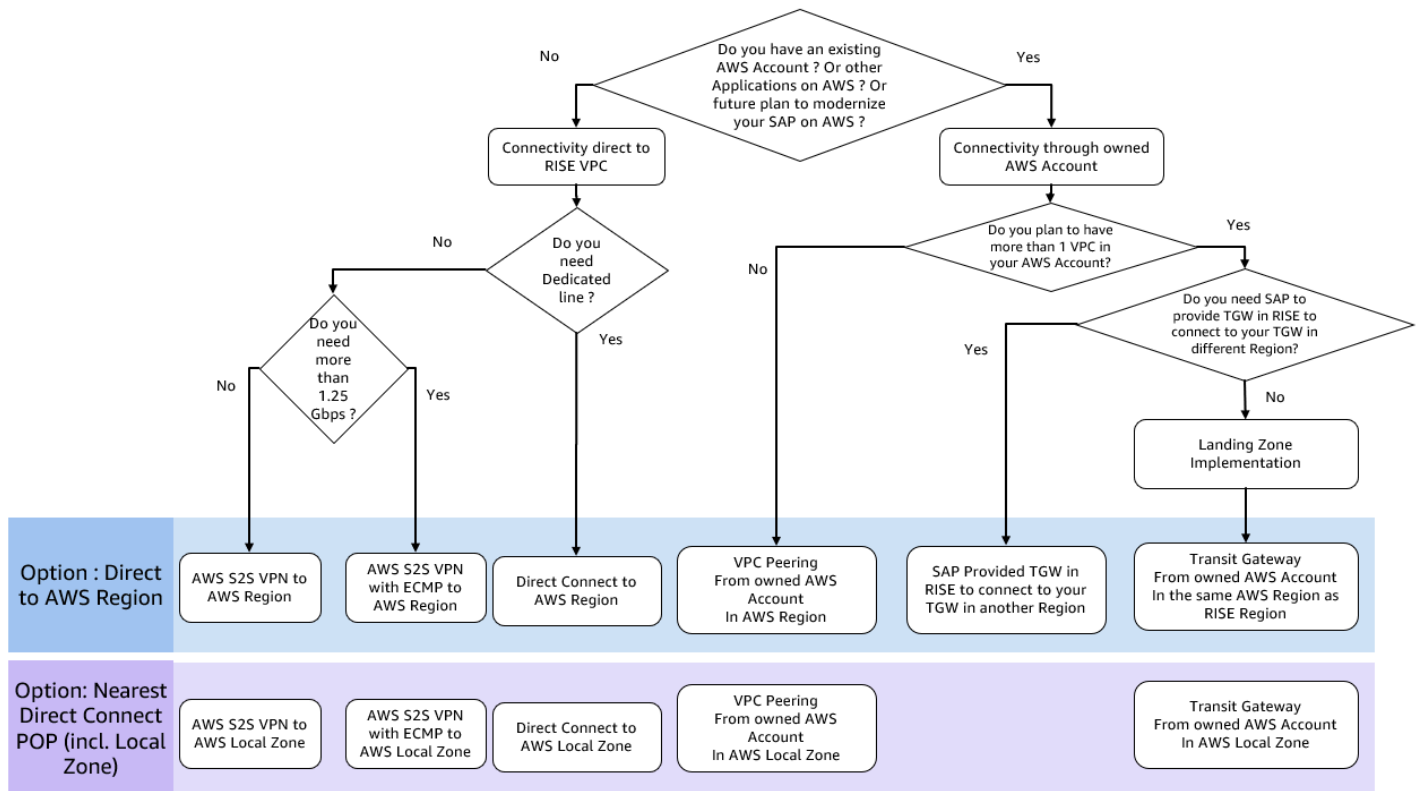 Do you have an existing
AWS Account ? Or other
Applications on AWS ? Or
future plan to modernize
your SAP on AWS ?
No
Yes
Connectivity direct to
RISE VPC
Connectivity through owned
AWS Account
Do you
need
Dedicated
line ?
No
Yes
Do you plan to have
more than 1 VPC in
your AWS Account?
No
Yes
Do you
need
more
than
1.25
Gbps ?
No
Yes
Do you need SAP to
provide TGW in RISE to
connect to your TGW in
different Region?
Yes
No
Landing Zone
Implementation
Option : Direct
to AWS Region
AWS S2S VPN to
AWS Region
AWS S2S VPN
with ECMP to
AWS Region
Direct Connect to
AWS Region
VPC Peering
From owned AWS
Account
In AWS Region
SAP Provided TGW in
RISE to connect to your
TGW in another Region
Transit Gateway
From owned AWS Account
In the same AWS Region as
RISE Region
Option: Nearest
Direct Connect
POP (incl. Local
Zone)
AWS S2S VPN to
AWS Local Zone
AWS S2S VPN
with ECMP to
AWS Local Zone
Direct Connect to
AWS Local Zone
VPC Peering
From owned AWS
Account
In AWS Local Zone
Transit Gateway
From owned AWS Account
In AWS Local Zone